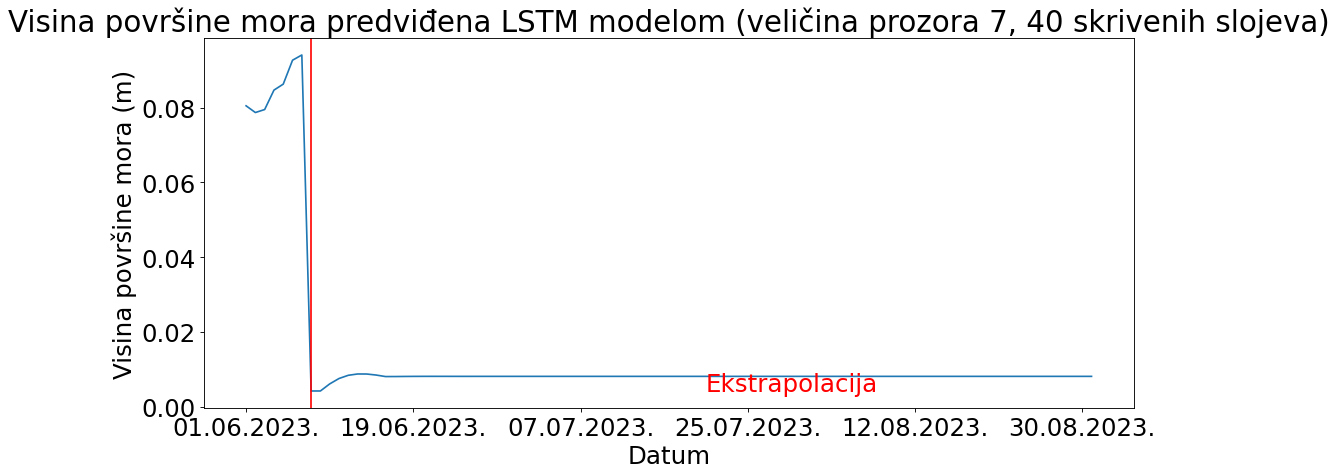 Visina površine mora predviđena LSTM modelom (veličina prozora 7, 40 skrivenih slojeva)
Visina površine mora (m)
0.08
0.06
0.04
0.02
0.00
Ekstrapolacija
01.06.2023. 19.06.2023. 07.07.2023. 25.07.2023. 12.08.2023. 30.08.2023.
Datum